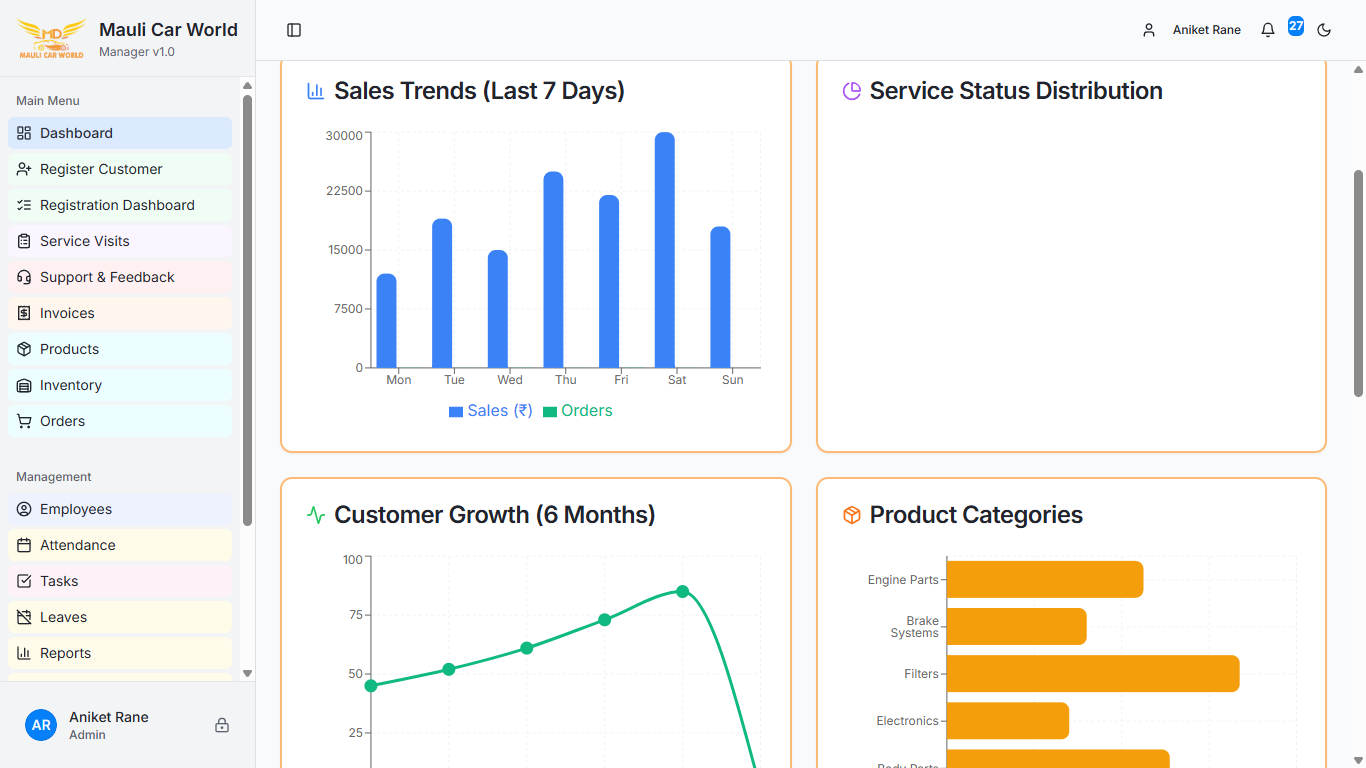 MD
MAULI CAR WORLD
Mauli Car World
Manager v1.0
Main Menu
Dashboard
Register Customer
Registration Dashboard
Service Visits
Support & Feedback
Invoices
Products
Inventory
Orders
Management
Employees
Attendance
Tasks
Leaves
Reports
AR
Aniket Rane
Admin
Aniket Rane
27
Sales Trends (Last 7 Days)
30000
22500
15000
7500
0
Mon Tue Wed Thu Fri Sat Sun
Sales (₹) Orders
Service Status Distribution
Customer Growth (6 Months)
100
75
50
25
Product Categories
Engine Parts
Brake
Systems
Filters
Electronics
Body Parts